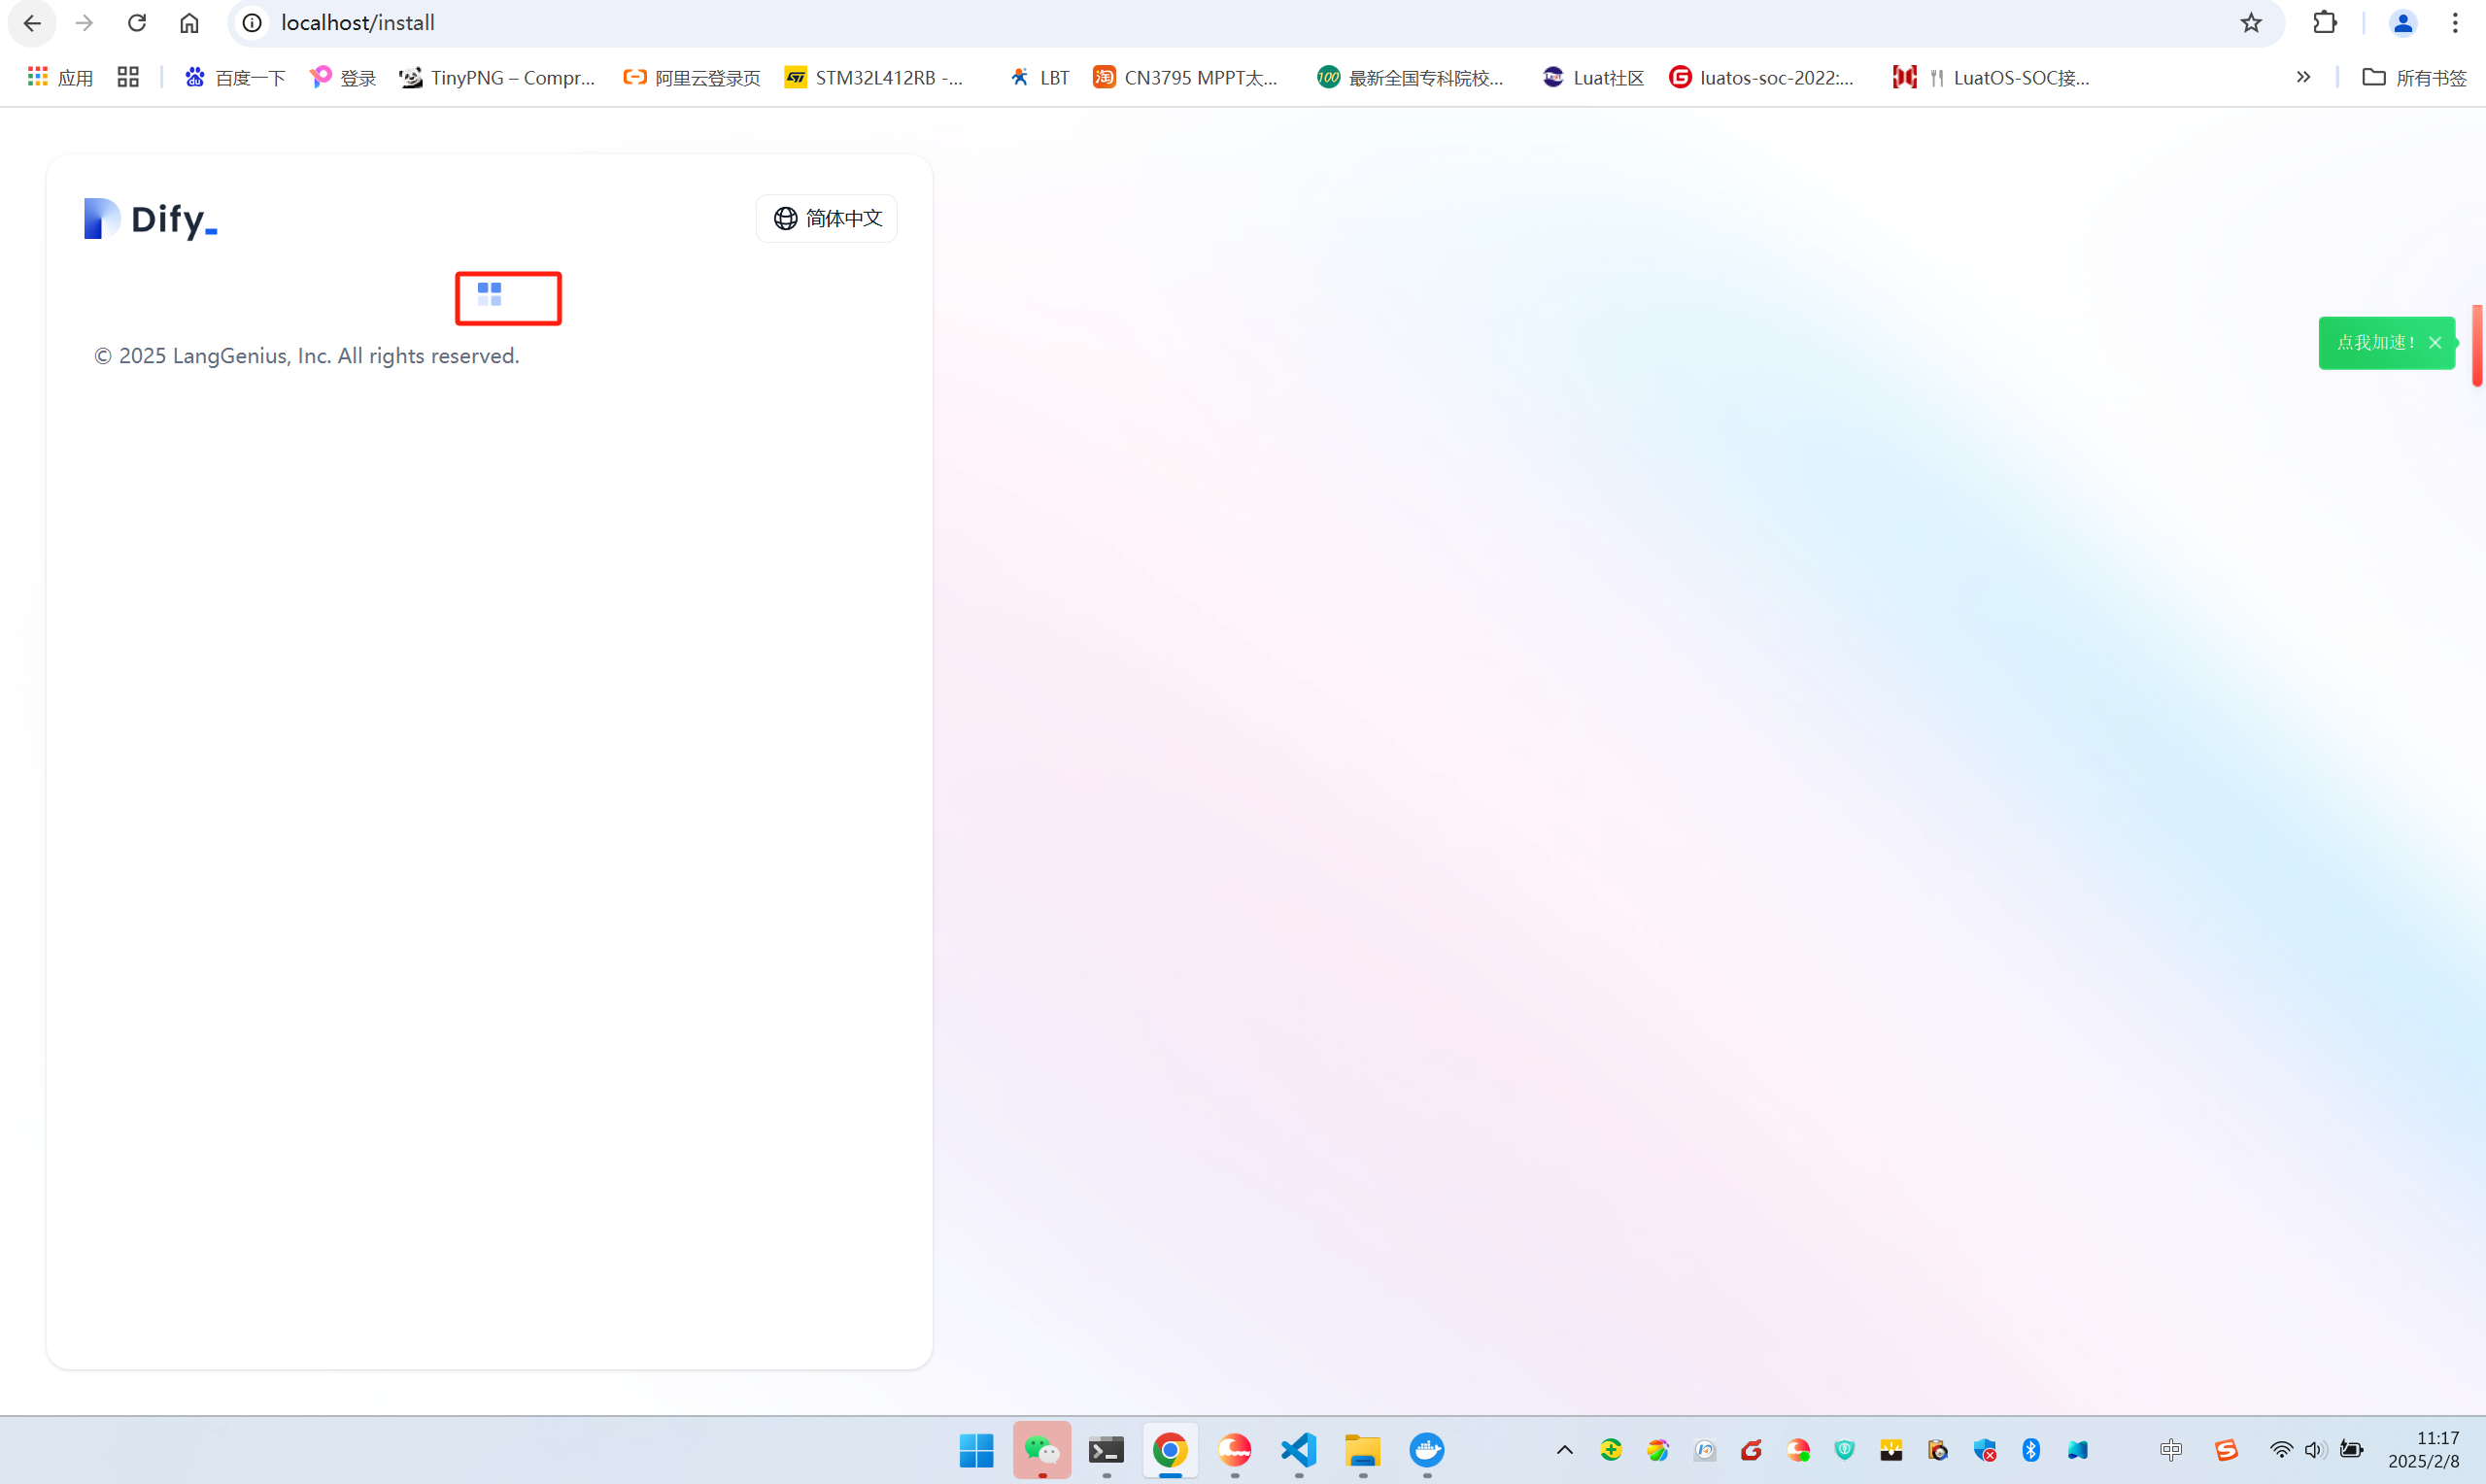 localhost/install
应用 百度一下 登录 TinyPNG – Compr... 阿里云登录页 STM32L412RB -... LBT CN3795 MPPT太... 最新全国专科院校... Luat社区 luatos-soc-2022:... LuatOS-SOC接... » 所有书签
Dify_ 简体中文
点我加速!
© 2025 LangGenius, Inc. All rights reserved.
中 11:17
2025/2/8